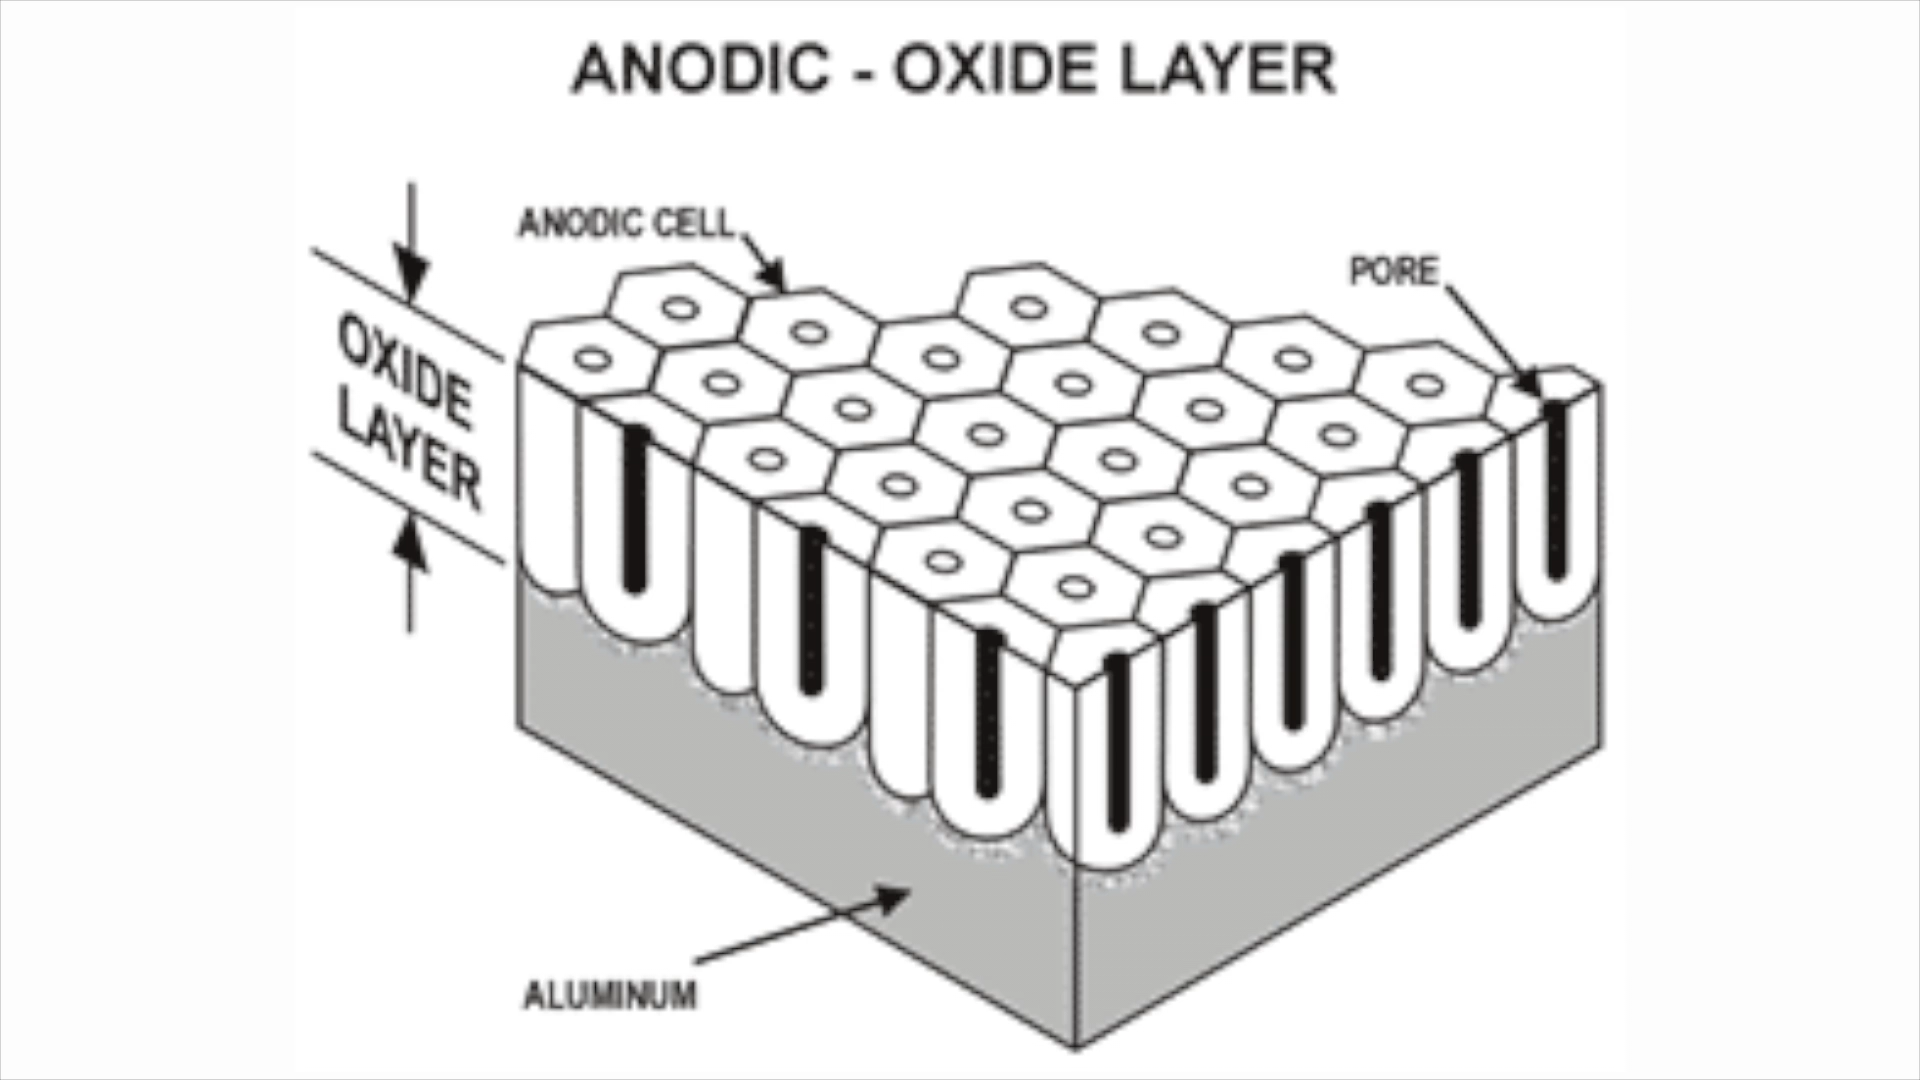 ANODIC - OXIDE LAYER
ANODIC CELL
PORE
OXIDE
LAYER
ALUMINUM